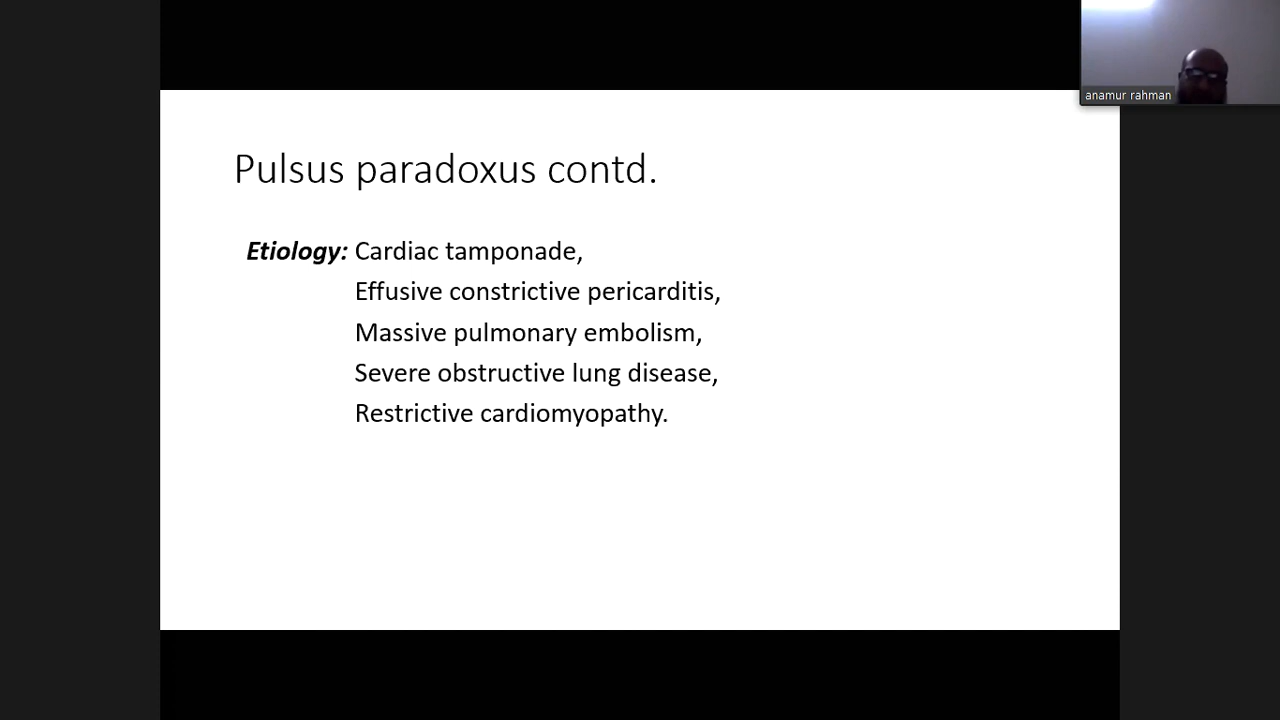 anamur rahman
Pulsus paradoxus contd.
Etiology: Cardiac tamponade,
Effusive constrictive pericarditis,
Massive pulmonary embolism,
Severe obstructive lung disease,
Restrictive cardiomyopathy.